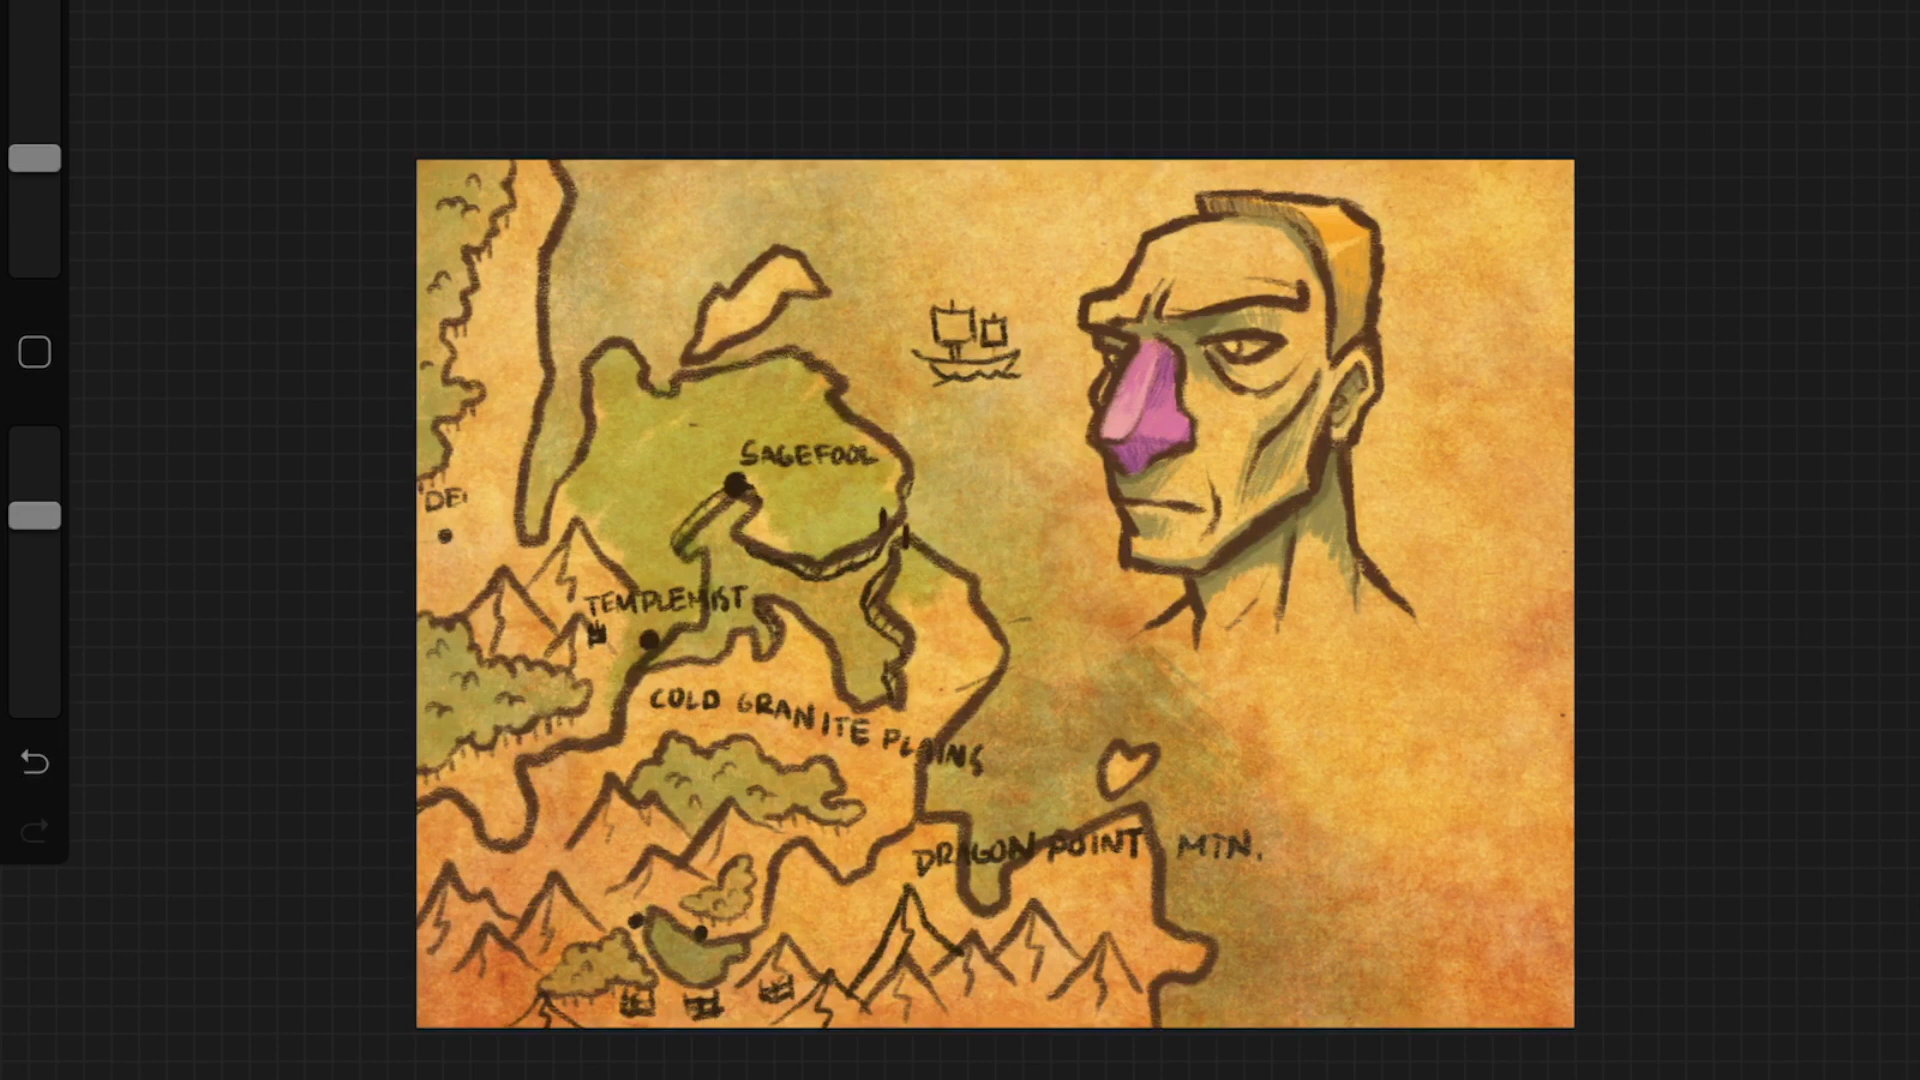 SAGEFOOL
DE
TEMPLEMIST
COLD GRANITE PLAINS
DRAGON POINT MTN.